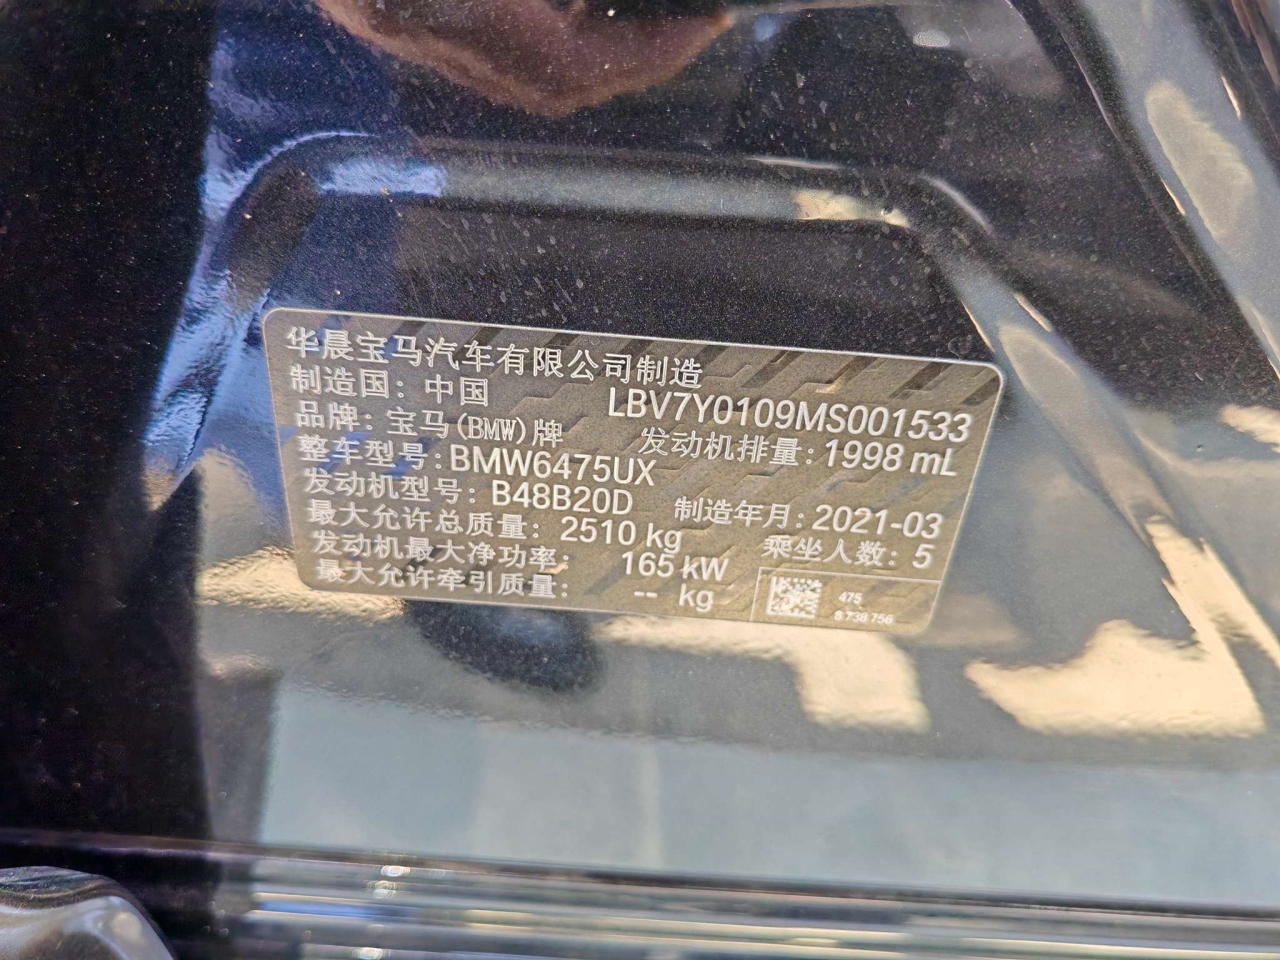 华晨宝马汽车有限公司制造
制造国：中国 LBV7Y0109MS001533
品牌：宝马(BMW)牌 发动机排量：1998 mL
整车型号：BMW6475UX
发动机型号：B48B20D 制造年月：2021-03
最大允许总质量：2510 kg 乘坐人数：5
发动机最大净功率：165 kW
最大允许牵引质量：-- kg
475
8 738 756